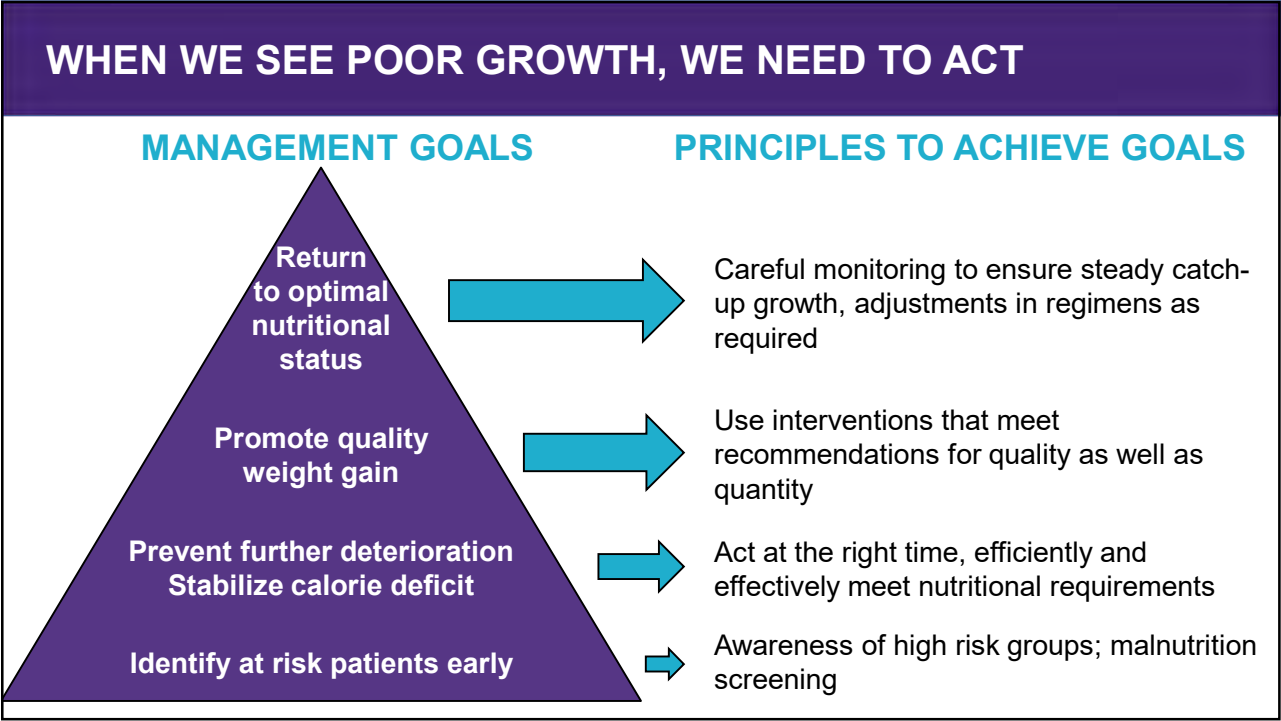 WHEN WE SEE POOR GROWTH, WE NEED TO ACT
MANAGEMENT GOALS
PRINCIPLES TO ACHIEVE GOALS
Return
to optimal
nutritional
status
Careful monitoring to ensure steady catch-
up growth, adjustments in regimens as
required
Promote quality
weight gain
Use interventions that meet
recommendations for quality as well as
quantity
Prevent further deterioration
Stabilize calorie deficit
Act at the right time, efficiently and
effectively meet nutritional requirements
Identify at risk patients early
Awareness of high risk groups; malnutrition
screening